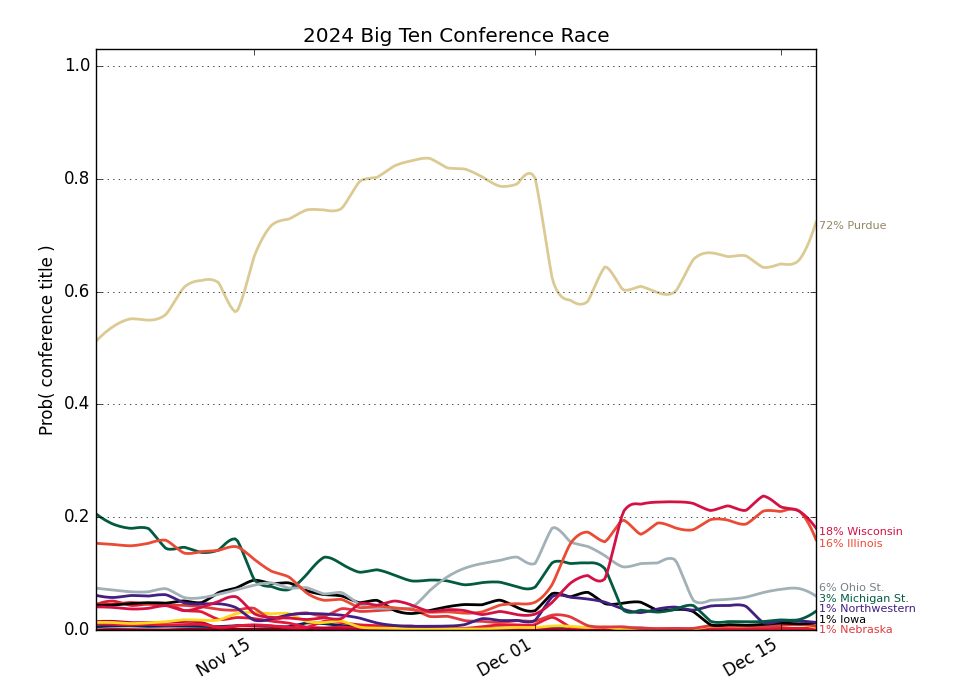 2024 Big Ten Conference Race
Prob( conference title )
1.0
0.8
0.6
0.4
0.2
0.0
Nov 15
Dec 01
Dec 15
72% Purdue
18% Wisconsin
16% Illinois
6% Ohio St.
3% Michigan St.
1% Northwestern
1% Iowa
1% Nebraska